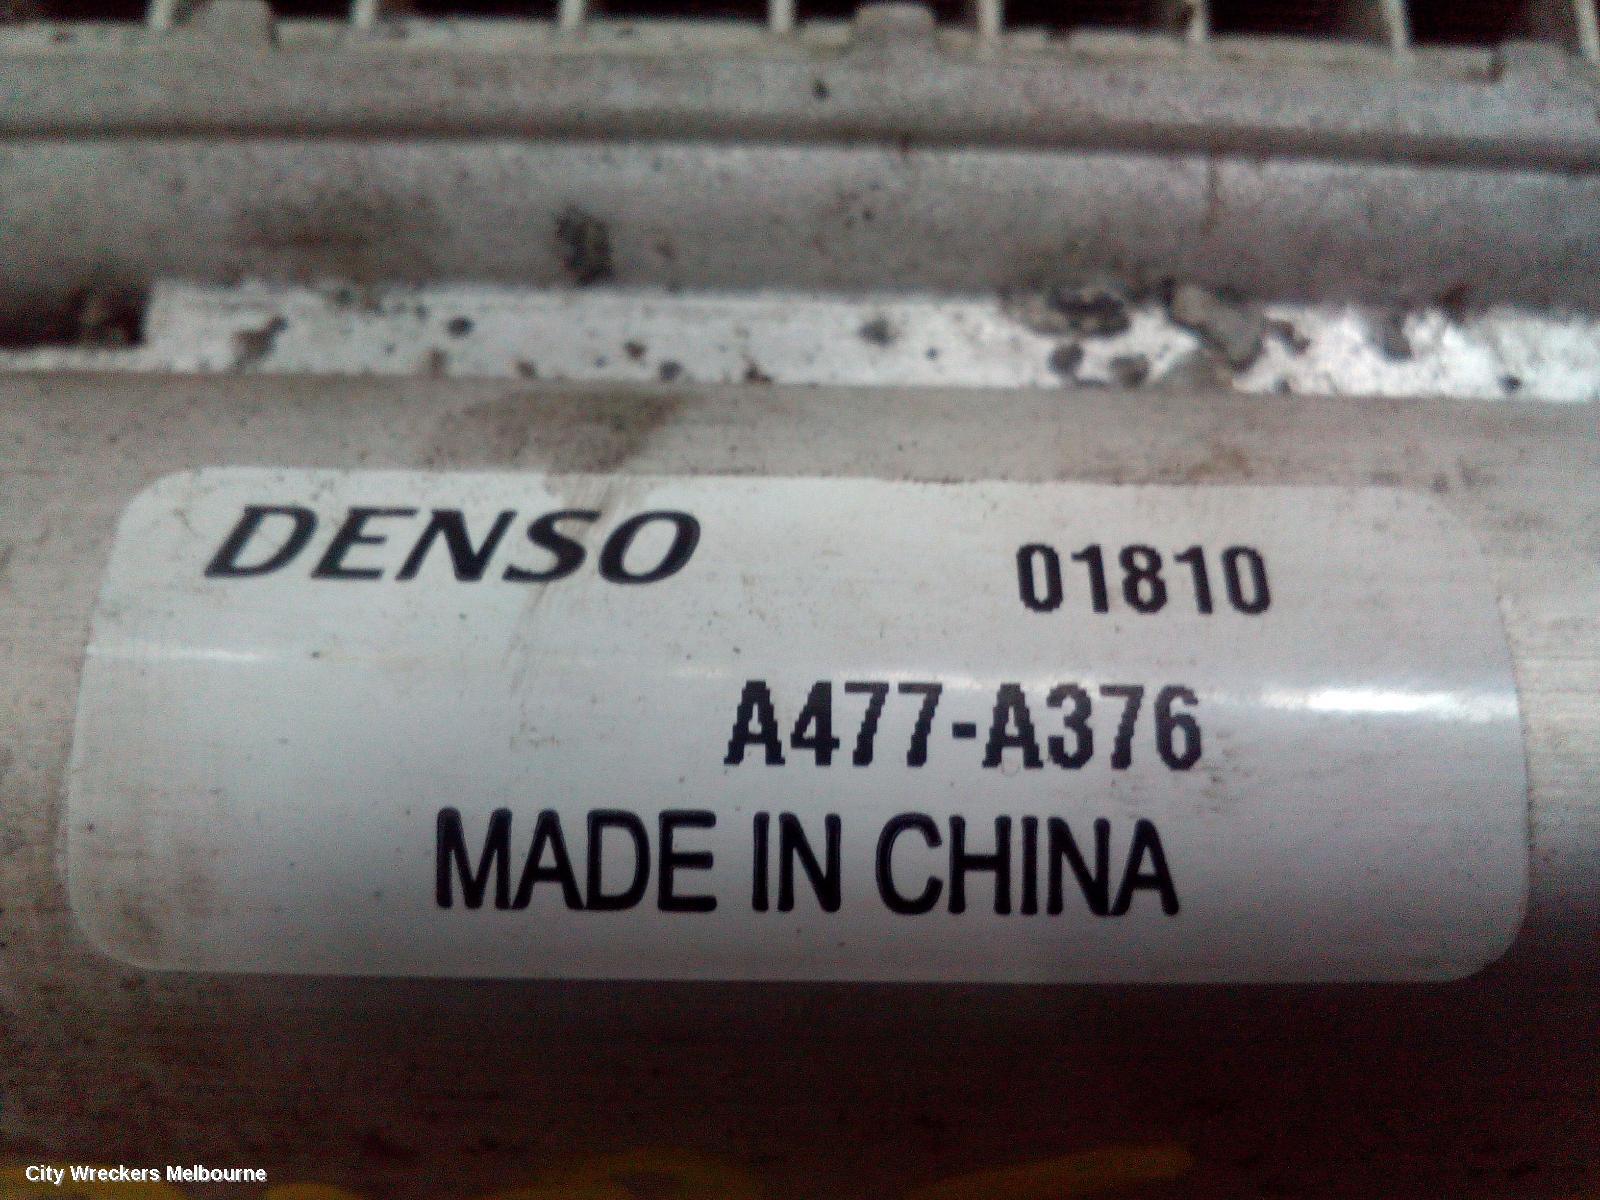 DENSO 01810
A477-A376
MADE IN CHINA
City Wreckers Melbourne